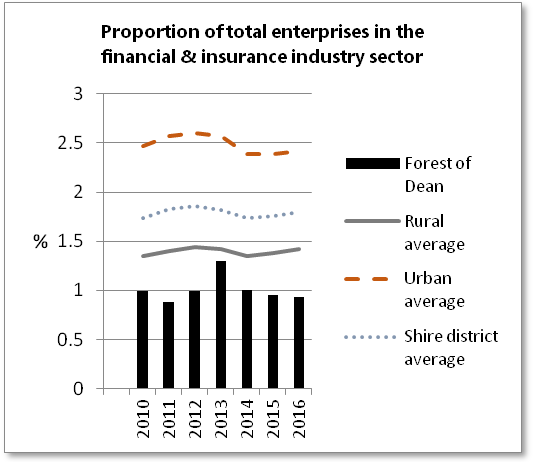 Proportion of total enterprises in the
financial & insurance industry sector
3
2.5
2
1.5
1
0.5
0
%
2010
2011
2012
2013
2014
2015
2016
Forest of
Dean
Rural
average
Urban
average
Shire district
average